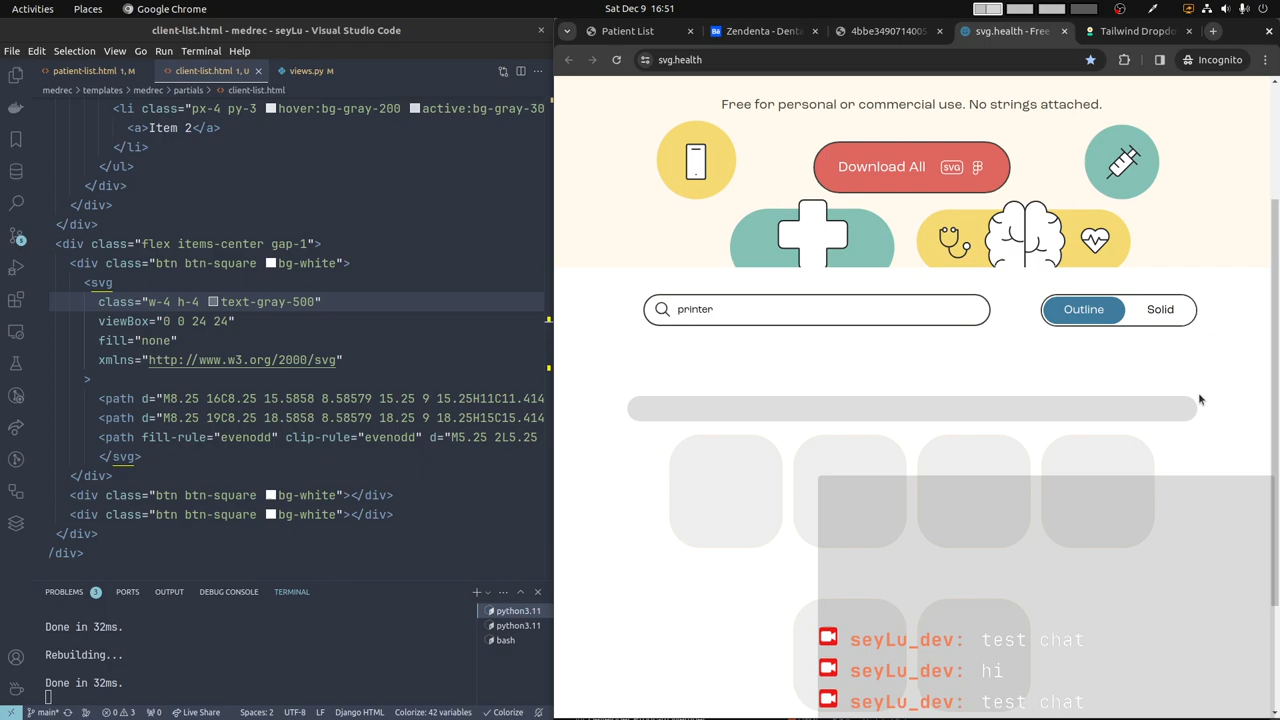 Activities Places Google Chrome Sat Dec 9 16:51
client-list.html - medrec - seyLu - Visual Studio Code
File Edit Selection View Go Run Terminal Help
patient-list.html 1, M client-list.html 1, U views.py M
medrec > templates > medrec > partials > client-list.html
<li class="px-4 py-3 hover:bg-gray-200 active:bg-gray-30
<a>Item 2</a>
</li>
</ul>
</div>
</div>
<div class="flex items-center gap-1">
<div class="btn btn-square bg-white">
<svg
class="w-4 h-4 text-gray-500"
viewBox="0 0 24 24"
fill="none"
xmlns="http://www.w3.org/2000/svg"
>
<path d="M8.25 16C8.25 15.5858 8.58579 15.25 9 15.25H11C11.414
<path d="M8.25 19C8.25 18.5858 8.58579 18.25 9 18.25H15C15.414
<path fill-rule="evenodd" clip-rule="evenodd" d="M5.25 2L5.25
</svg>
</div>
<div class="btn btn-square bg-white"></div>
<div class="btn btn-square bg-white"></div>
</div>
/div>
PROBLEMS 3 PORTS OUTPUT DEBUG CONSOLE TERMINAL
Done in 32ms.
Rebuilding...
Done in 32ms.
python3.11
python3.11
bash
main* 0 3 0 Live Share Spaces: 2 UTF-8 LF Django HTML Colorize: 42 variables Colorize
Patient List Zendenta - Denta 4bbe3490714005 svg.health - Free Tailwind Dropdo
svg.health Incognito
Free for personal or commercial use. No strings attached.
Download All SVG
printer
Outline Solid
seyLu_dev: test chat
seyLu_dev: hi
seyLu_dev: test chat